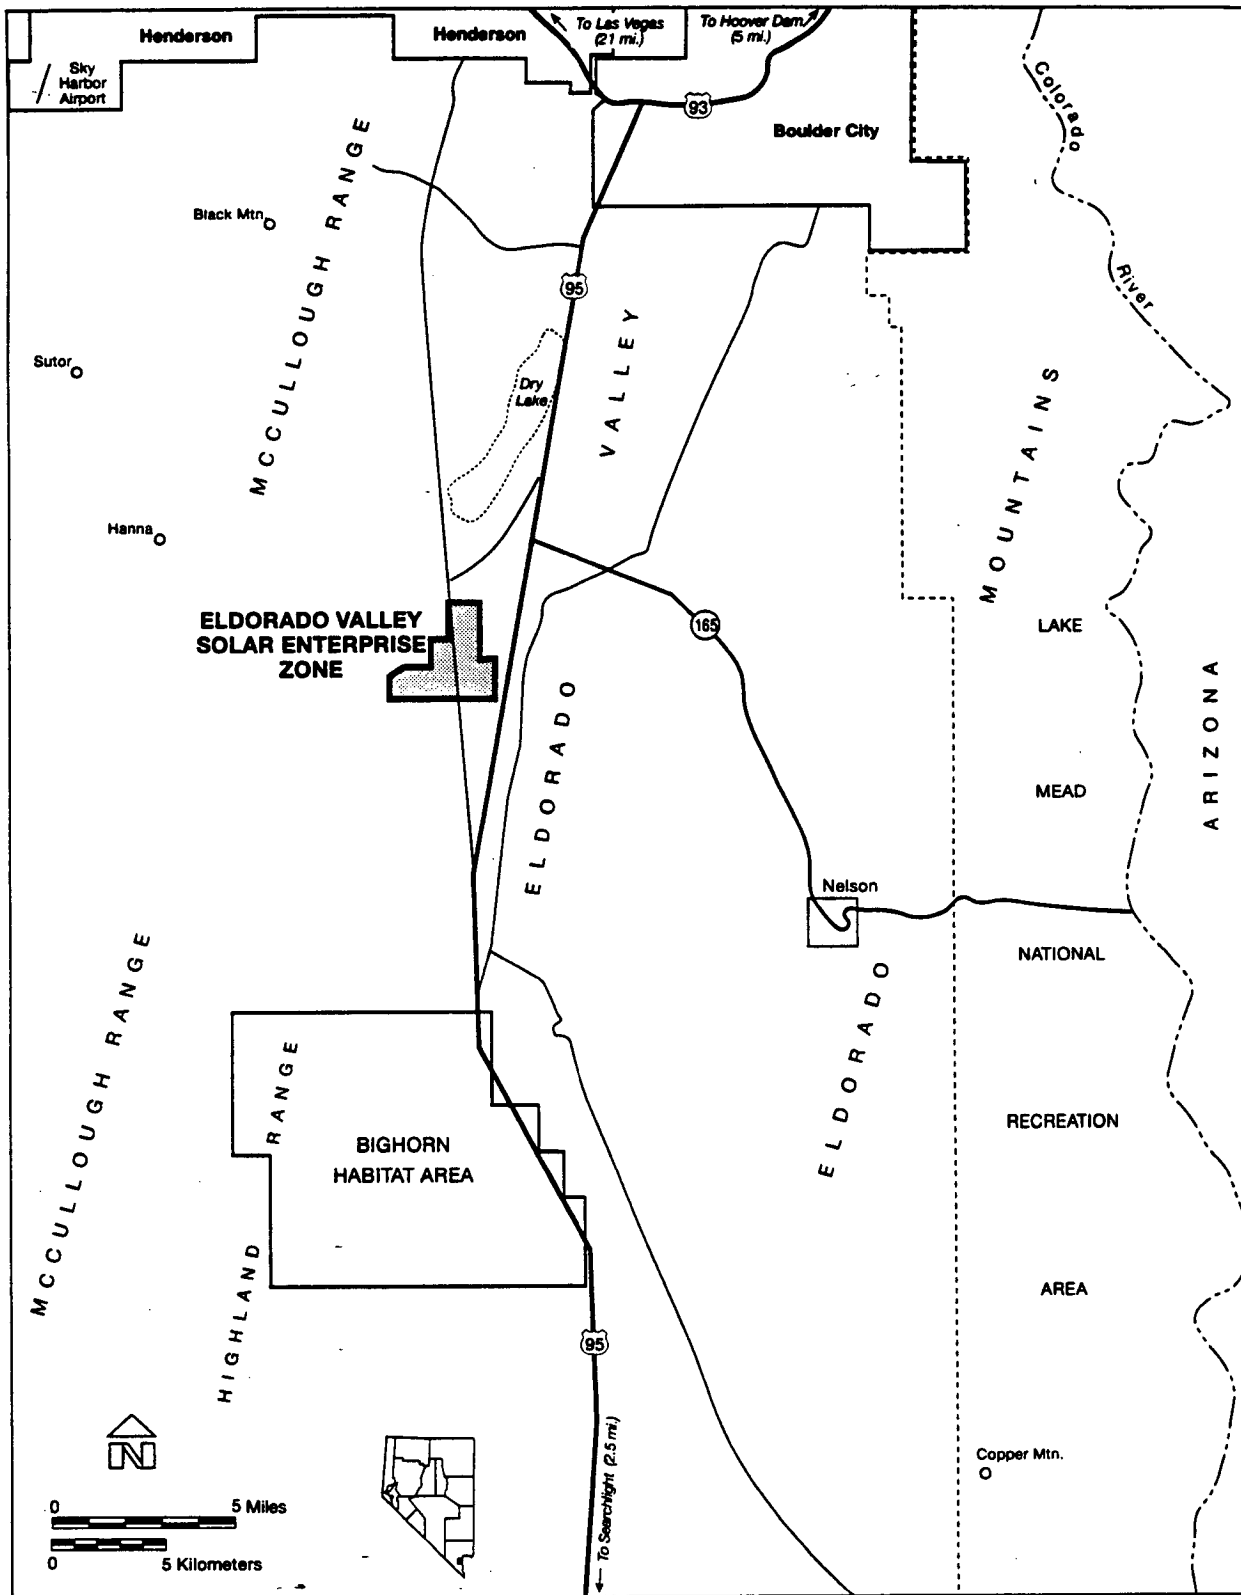 To Las Vegas
(21 mi.)
To Hoover Dam
(5 mi.)
Henderson
Henderson
Sky
Harbor
Airport
93
Boulder City
Colorado
River
Black Mtn.
MCCULLOUGH RANGE
95
VALLEY
Sutor
Dry
Lake
MOUNTAINS
Hanna
ELDORADO VALLEY
SOLAR ENTERPRISE
ZONE
165
LAKE
ARIZONA
ELDORADO
MEAD
Nelson
NATIONAL
MCCULLOUGH RANGE
ELDORADO
RANGE
BIGHORN
HABITAT AREA
RECREATION
HIGHLAND
AREA
95
N
To Searchlight (2.5 mi.)
Copper Mtn.
0 5 Miles
0 5 Kilometers